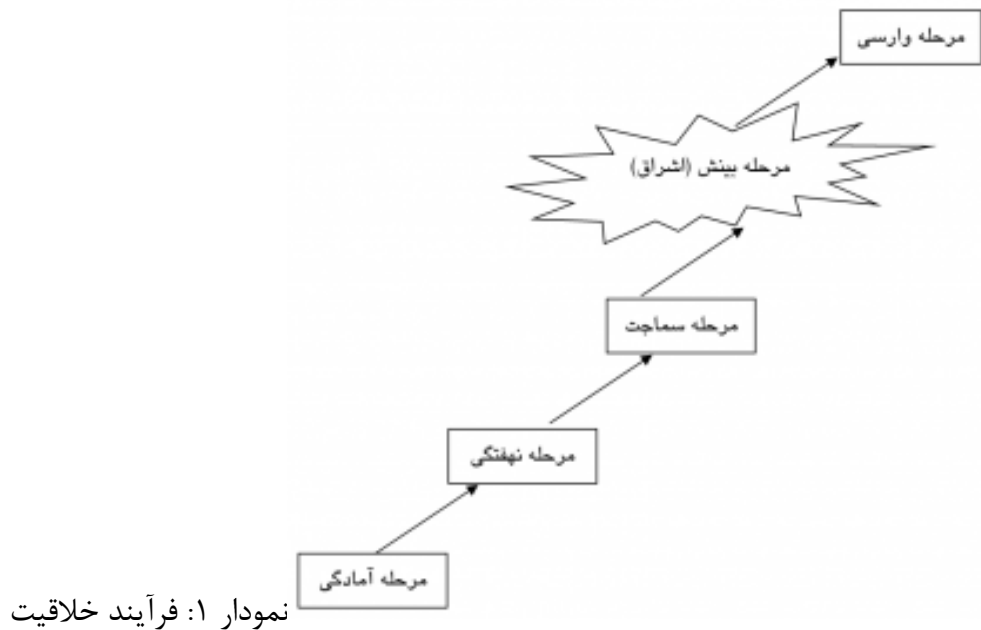 مرحله وارسی
مرحله بینش (اشراق)
مرحله سماجت
مرحله نهفتگی
مرحله آمادگی
نمودار ۱: فرآیند خلاقیت